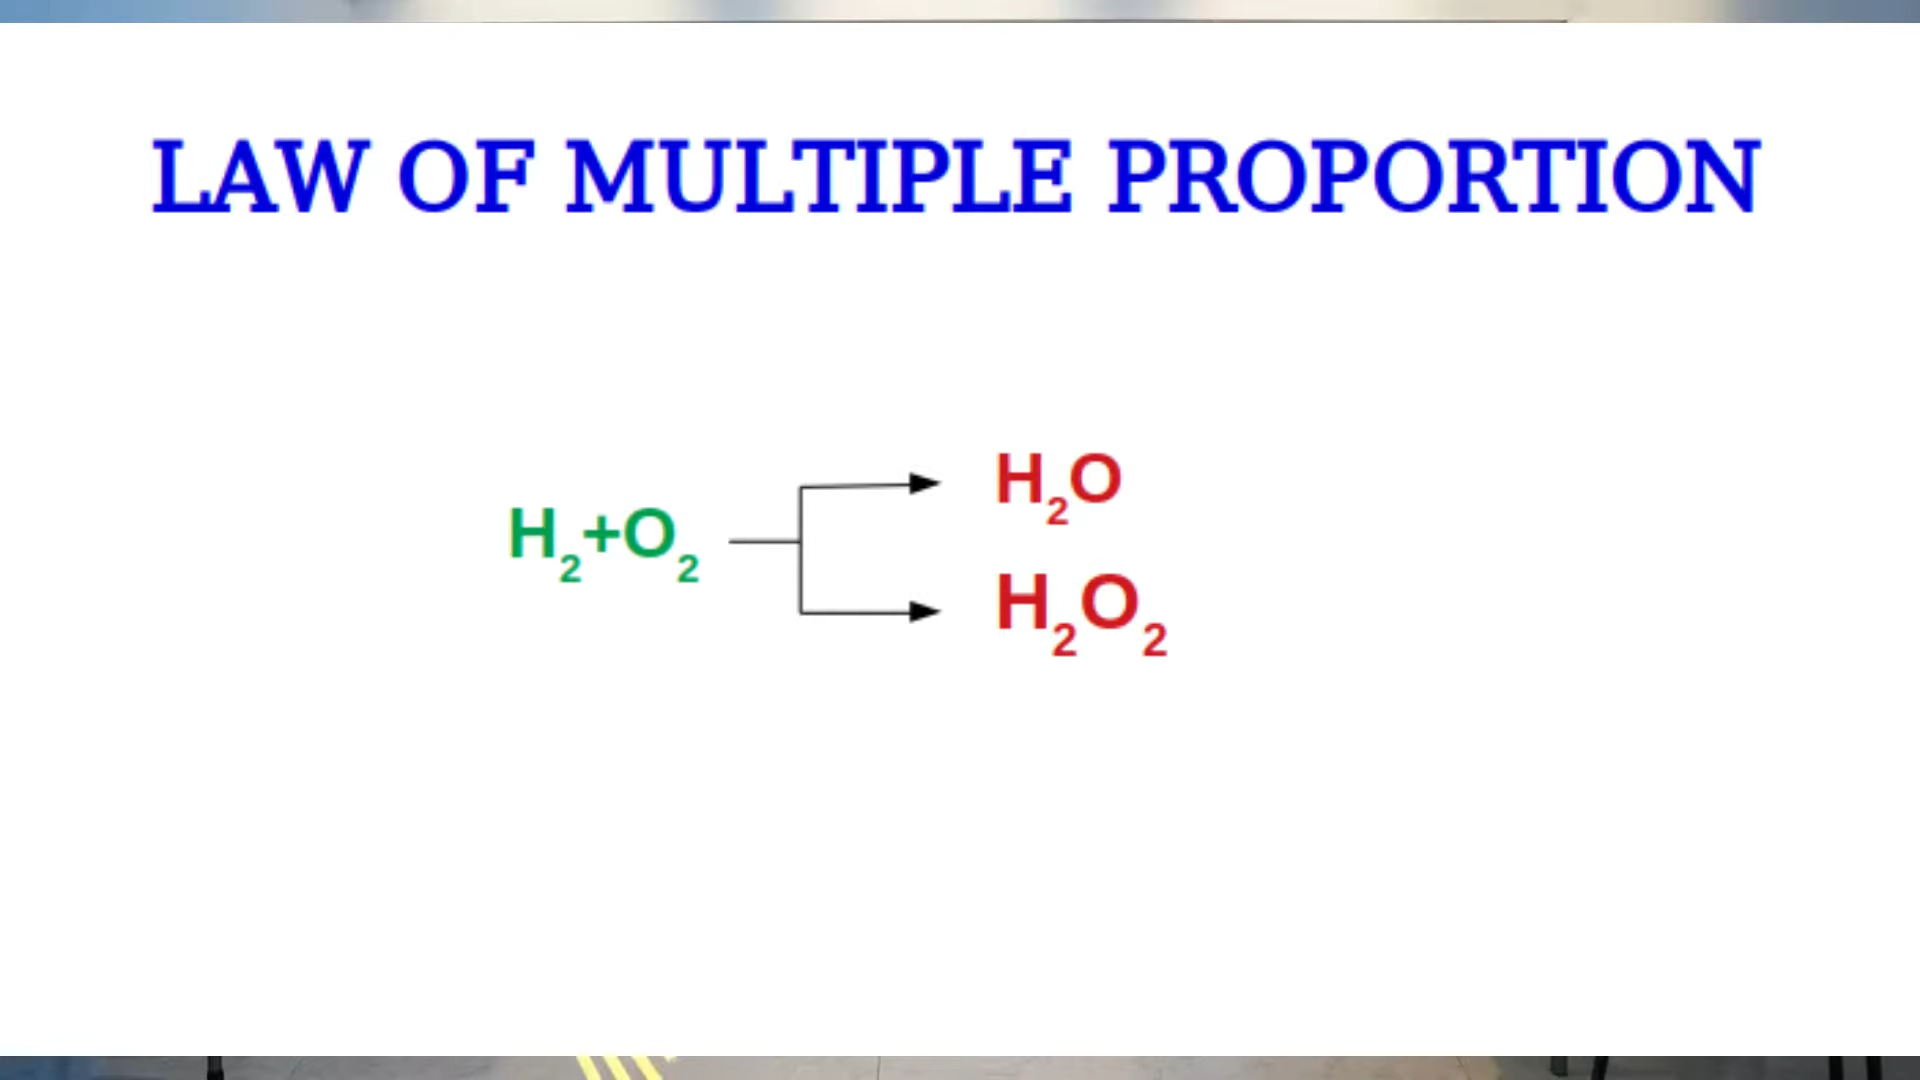 LAW OF MULTIPLE PROPORTION
H₂+O₂
H₂O
H₂O₂